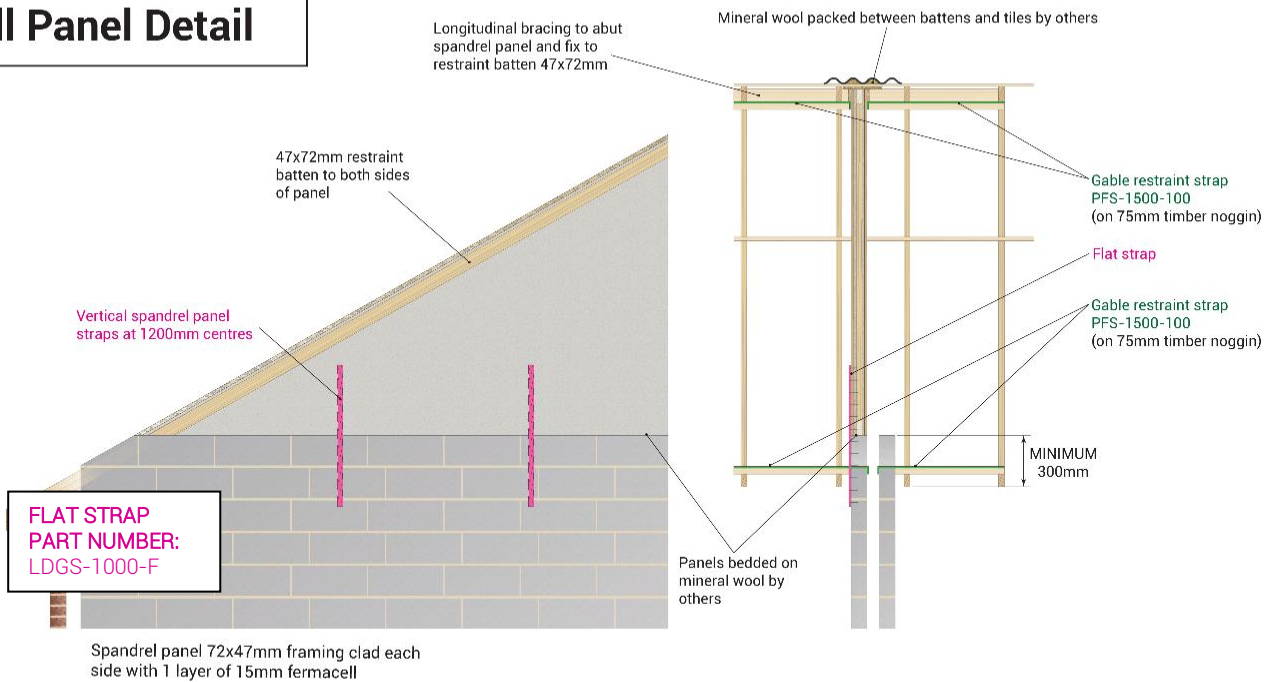 Panel Detail
Longitudinal bracing to abut
spandrel panel and fix to
restraint batten 47x72mm
Mineral wool packed between battens and tiles by others
47x72mm restraint
batten to both sides
of panel
Vertical spandrel panel
straps at 1200mm centres
Gable restraint strap
PFS-1500-100
(on 75mm timber noggin)
Flat strap
Gable restraint strap
PFS-1500-100
(on 75mm timber noggin)
MINIMUM
300mm
FLAT STRAP
PART NUMBER:
LDGS-1000-F
Panels bedded on
mineral wool by
others
Spandrel panel 72x47mm framing clad each
side with 1 layer of 15mm fermacell